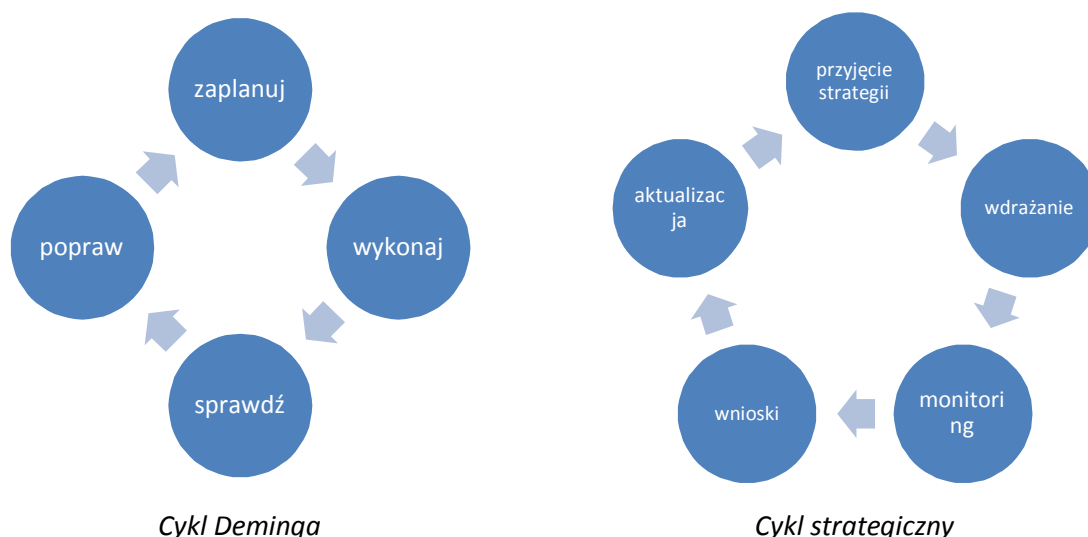 zaplanuj
wykonaj
sprawdź
popraw
Cykl Deminga
przyjęcie
strategii
wdrażanie
monitori
ng
wnioski
aktualizac
ja
Cykl strategiczny